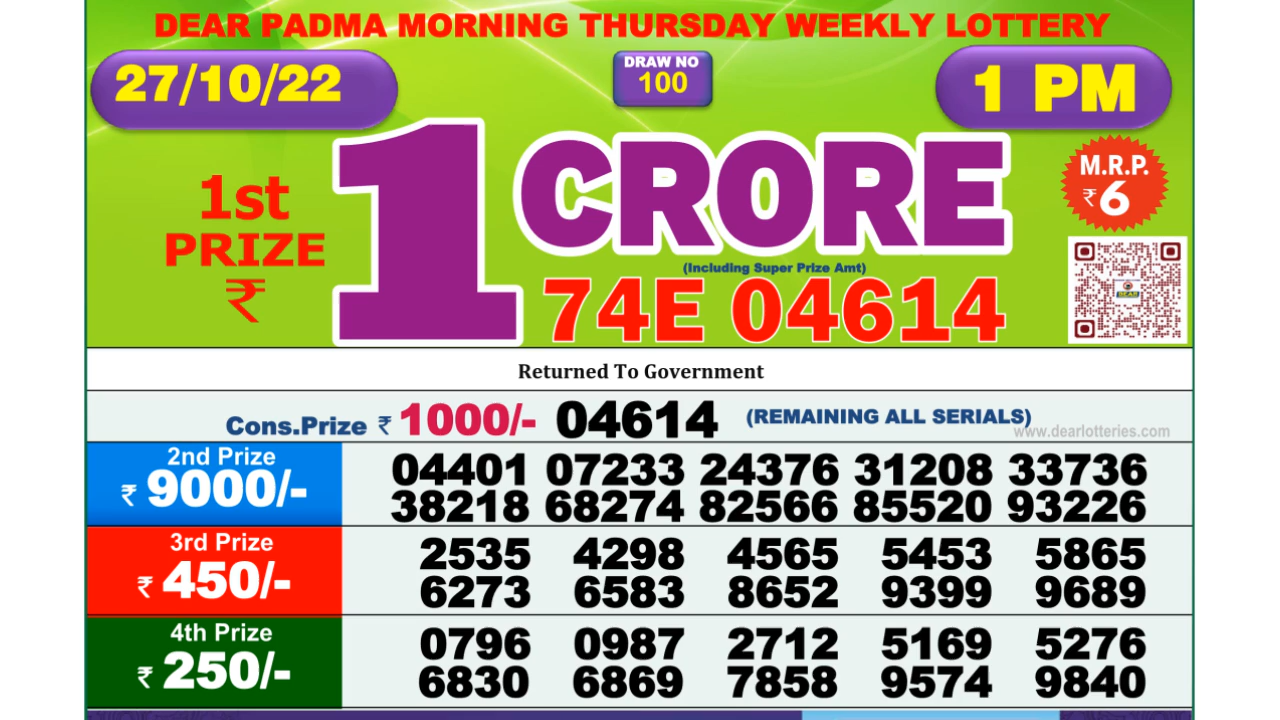 DEAR PADMA MORNING THURSDAY WEEKLY LOTTERY
27/10/22
DRAW NO
100
1 PM
1st
PRIZE
₹
1 CRORE
M.R.P.
₹ 6
(Including Super Prize Amt)
74E 04614
DEAR
Returned To Government
Cons.Prize ₹ 1000/- 04614 (REMAINING ALL SERIALS)
www.dearlotteries.com
2nd Prize
₹ 9000/-
04401 07233 24376 31208 33736
38218 68274 82566 85520 93226
3rd Prize
₹ 450/-
2535 4298 4565 5453 5865
6273 6583 8652 9399 9689
4th Prize
₹ 250/-
0796 0987 2712 5169 5276
6830 6869 7858 9574 9840